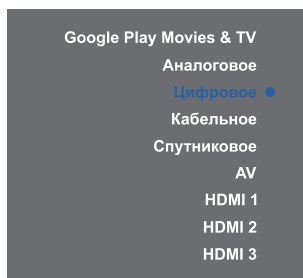 Google Play Movies & TV
Аналоговое
Цифровое
Кабельное
Спутниковое
AV
HDMI 1
HDMI 2
HDMI 3